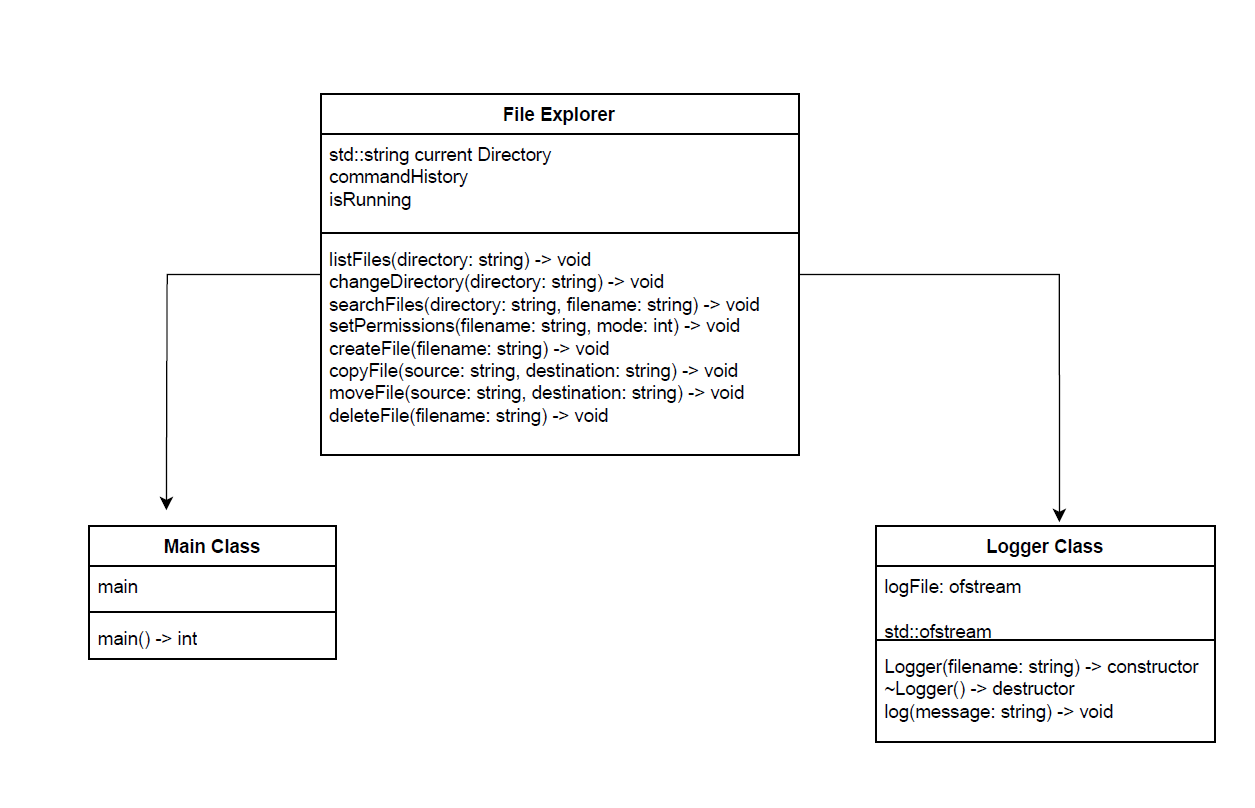 File Explorer
std::string current Directory
commandHistory
isRunning
listFiles(directory: string) -> void
changeDirectory(directory: string) -> void
searchFiles(directory: string, filename: string) -> void
setPermissions(filename: string, mode: int) -> void
createFile(filename: string) -> void
copyFile(source: string, destination: string) -> void
moveFile(source: string, destination: string) -> void
deleteFile(filename: string) -> void
Main Class
main
main() -> int
Logger Class
logFile: ofstream
std::ofstream
Logger(filename: string) -> constructor
~Logger() -> destructor
log(message: string) -> void